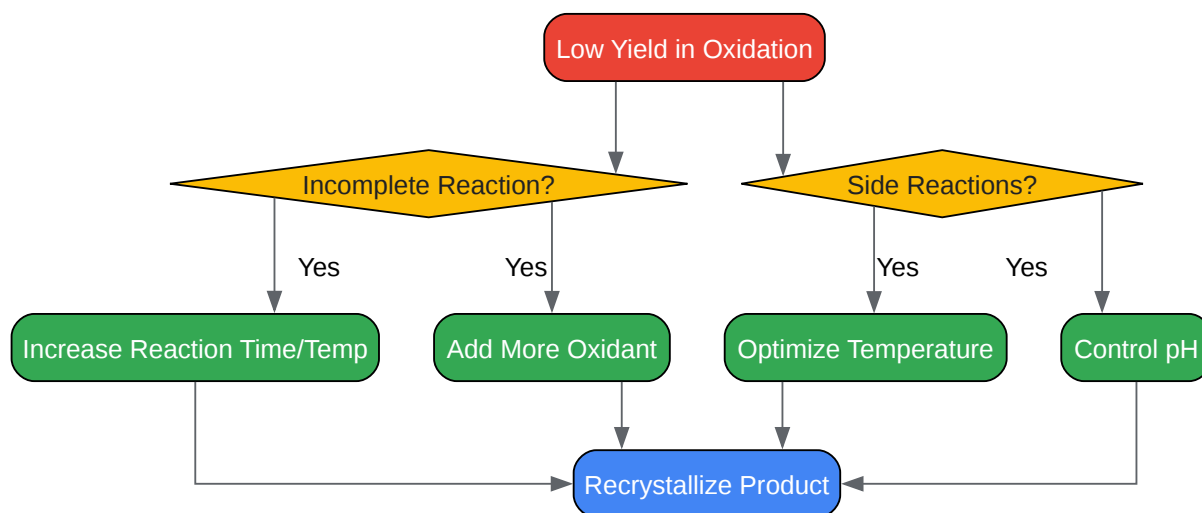 Low Yield in Oxidation
Incomplete Reaction?
Side Reactions?
Yes
Yes
Yes
Yes
Increase Reaction Time/Temp
Add More Oxidant
Optimize Temperature
Control pH
Recrystallize Product